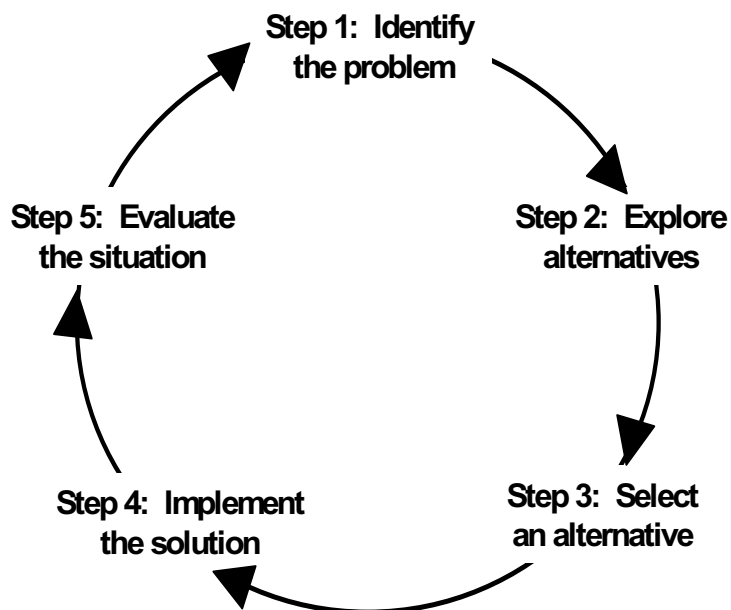 Step 1: Identify
the problem
Step 2: Explore
alternatives
Step 3: Select
an alternative
Step 4: Implement
the solution
Step 5: Evaluate
the situation